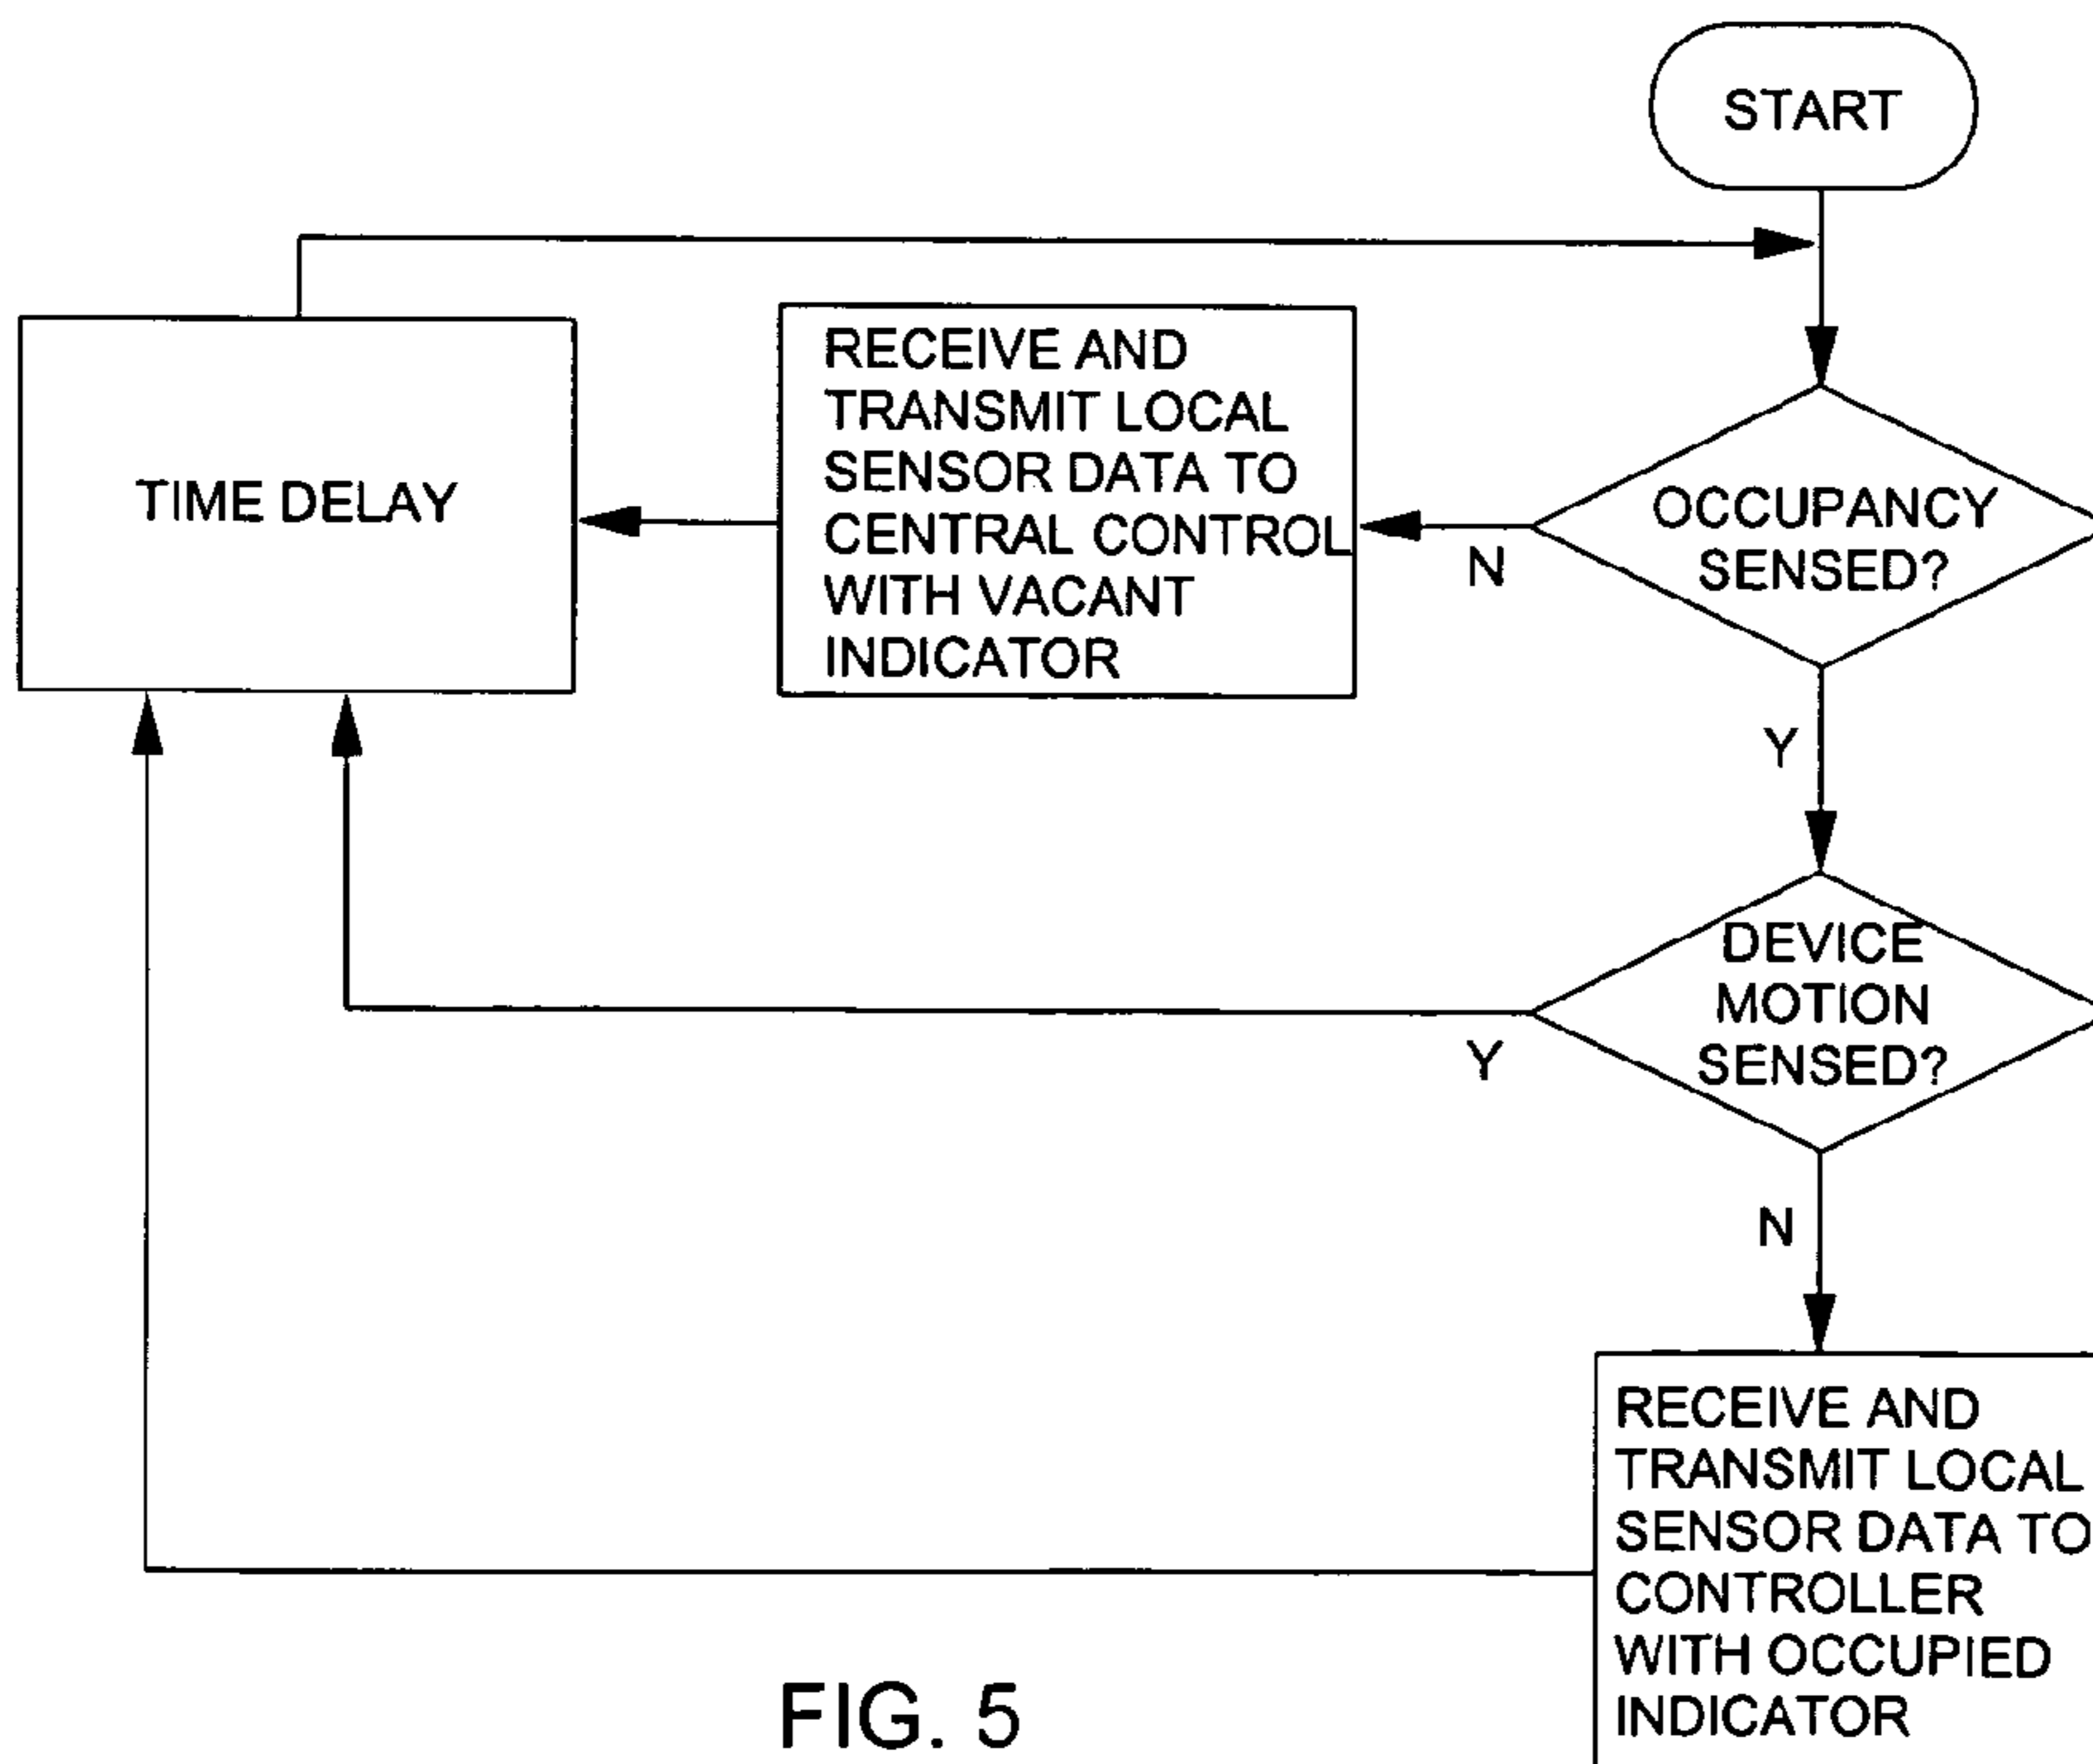 START
TIME DELAY
RECEIVE AND
TRANSMIT LOCAL
SENSOR DATA TO
CENTRAL CONTROL
WITH VACANT
INDICATOR
N
OCCUPANCY
SENSED?
Y
DEVICE
MOTION
SENSED?
Y
N
RECEIVE AND
TRANSMIT LOCAL
SENSOR DATA TO
CONTROLLER
WITH OCCUPIED
INDICATOR
FIG. 5